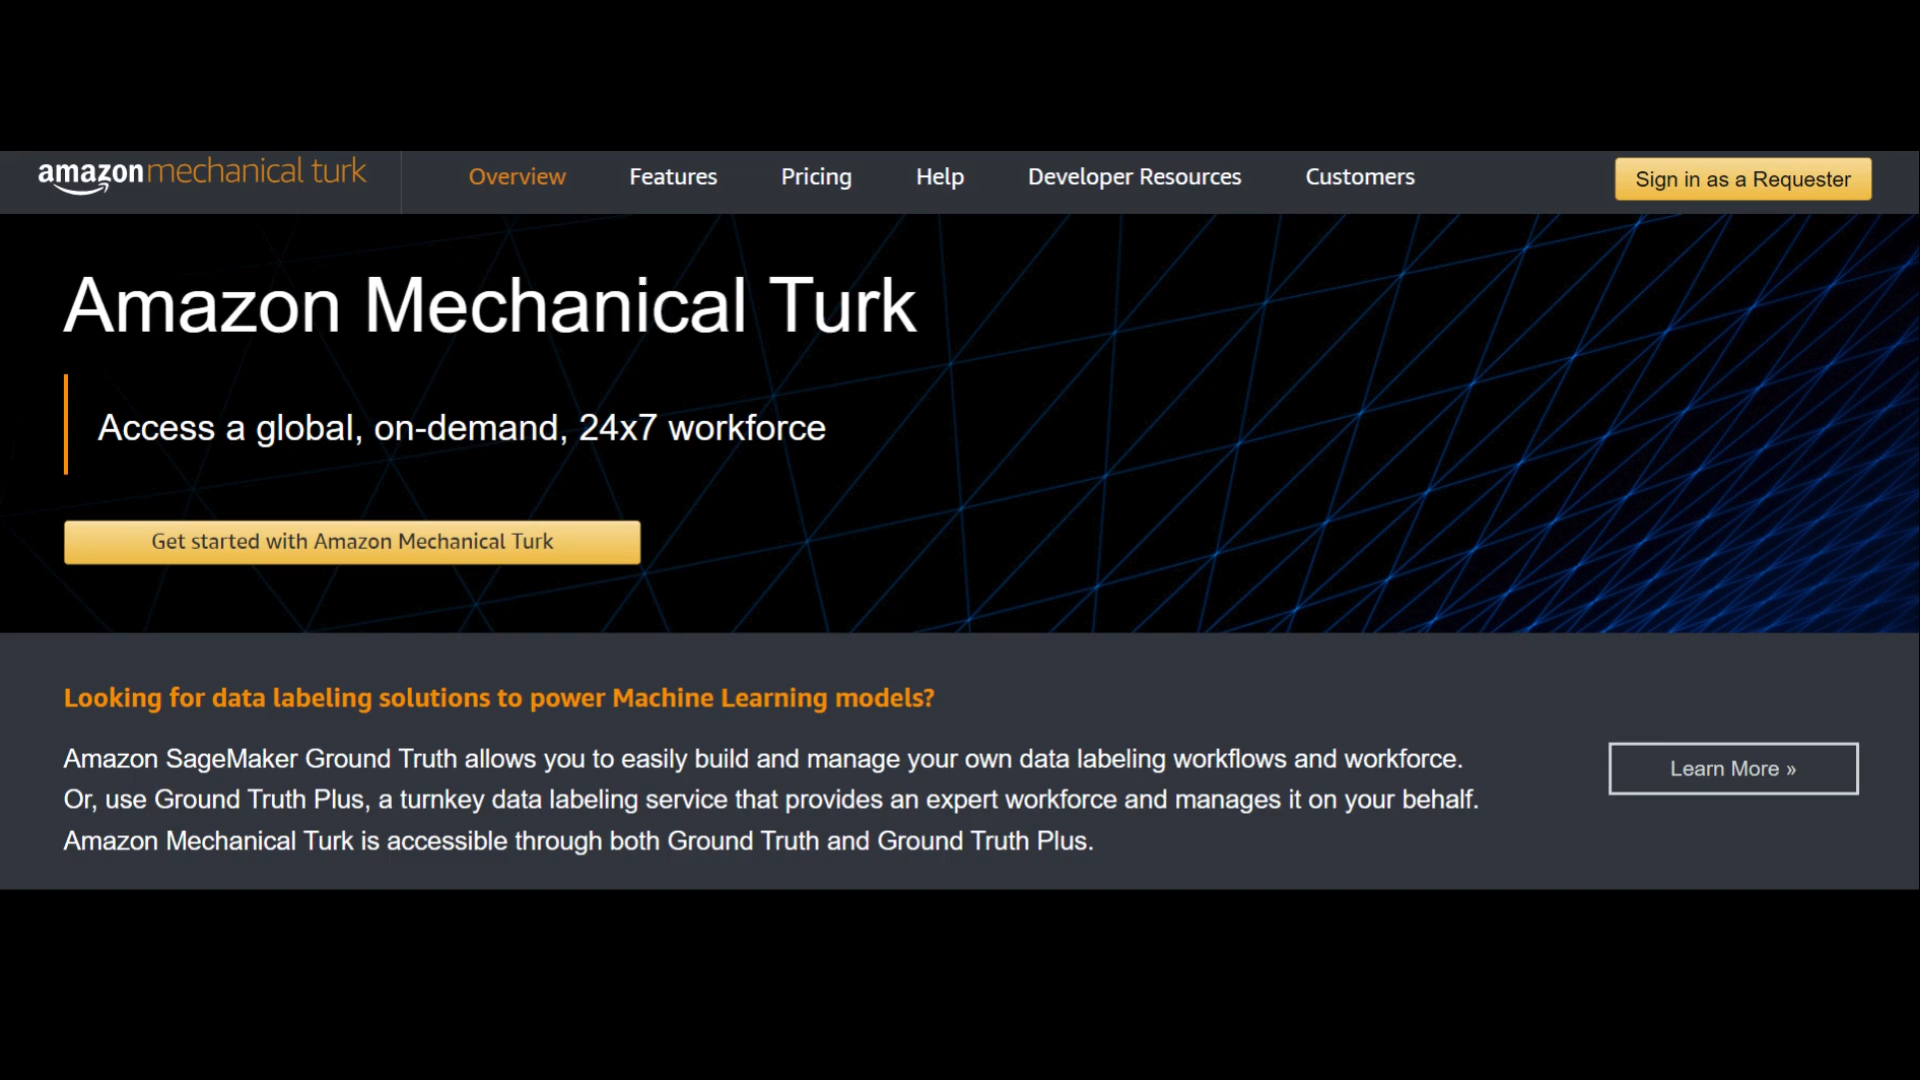 amazon mechanical turk
Overview
Features
Pricing
Help
Developer Resources
Customers
Sign in as a Requester
Amazon Mechanical Turk
Access a global, on-demand, 24x7 workforce
Get started with Amazon Mechanical Turk
Looking for data labeling solutions to power Machine Learning models?
Amazon SageMaker Ground Truth allows you to easily build and manage your own data labeling workflows and workforce.
Or, use Ground Truth Plus, a turnkey data labeling service that provides an expert workforce and manages it on your behalf.
Amazon Mechanical Turk is accessible through both Ground Truth and Ground Truth Plus.
Learn More »